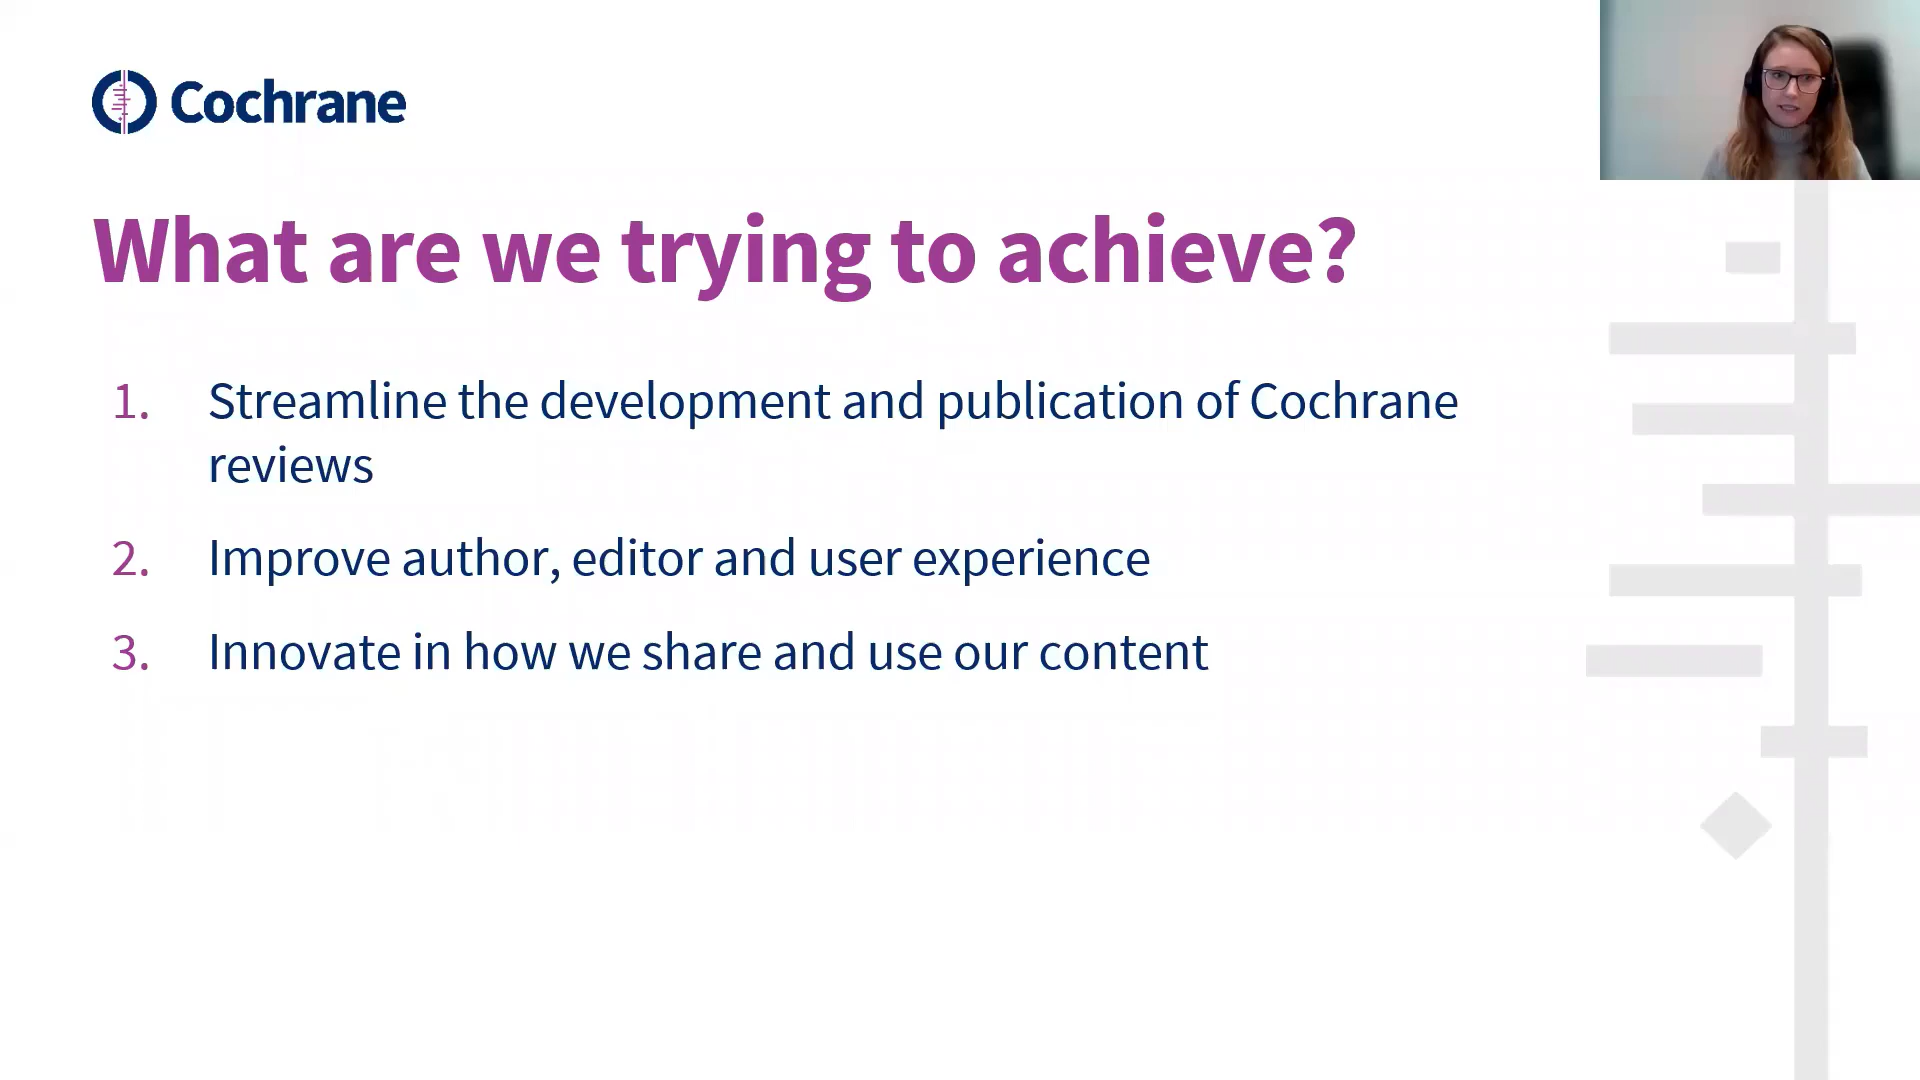 Cochrane
What are we trying to achieve?
1. Streamline the development and publication of Cochrane
reviews
2. Improve author, editor and user experience
3. Innovate in how we share and use our content